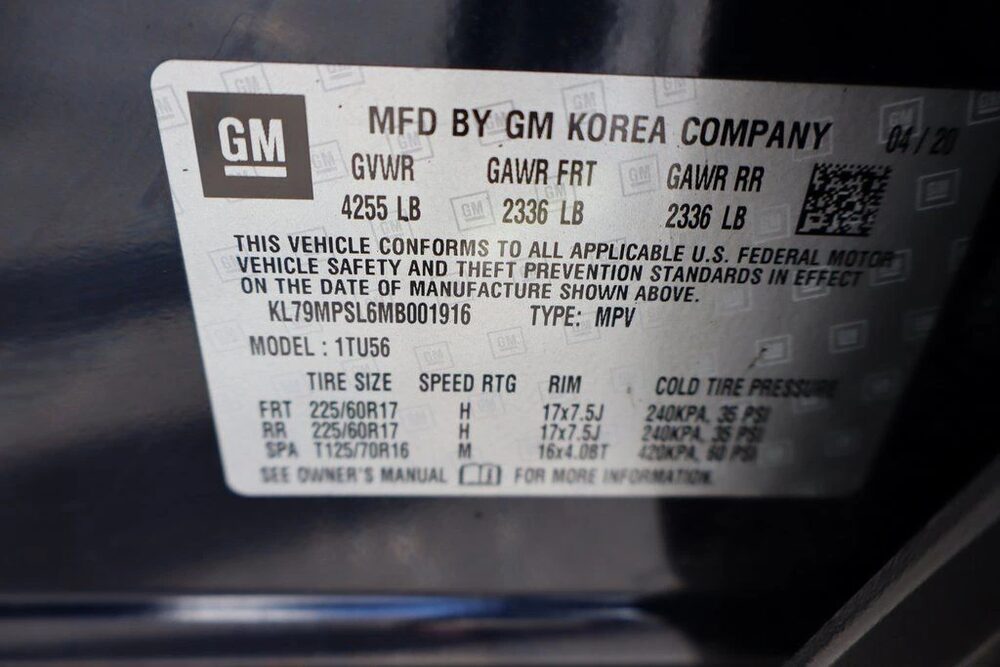 GM
MFD BY GM KOREA COMPANY 04/20
GVWR GAWR FRT GAWR RR
4255 LB 2336 LB 2336 LB
THIS VEHICLE CONFORMS TO ALL APPLICABLE U.S. FEDERAL MOTOR
VEHICLE SAFETY AND THEFT PREVENTION STANDARDS IN EFFECT
ON THE DATE OF MANUFACTURE SHOWN ABOVE.
KL79MPSL6MB001916 TYPE: MPV
MODEL : 1TU56
TIRE SIZE SPEED RTG RIM COLD TIRE PRESSURE
FRT 225/60R17 H 17x7.5J 240KPA, 35 PSI
RR 225/60R17 H 17x7.5J 240KPA, 35 PSI
SPA T125/70R16 M 16x4.0BT 420KPA, 60 PSI
SEE OWNER'S MANUAL FOR MORE INFORMATION.